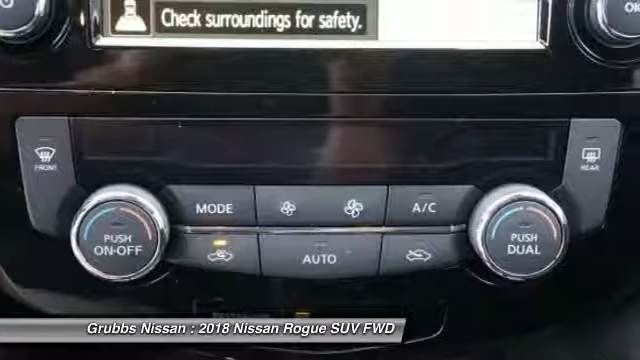 OK
Check surroundings for safety.
FRONT
REAR
MODE
A/C
PUSH
ON-OFF
PUSH
DUAL
AUTO
Grubbs Nissan : 2018 Nissan Rogue SUV FWD